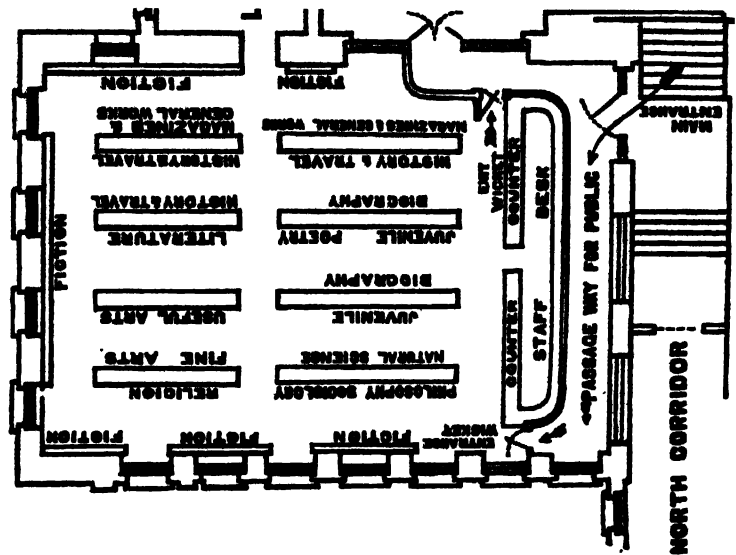 FICTION
FICTION
MAGAZINES &
GENERAL WORKS
MAGAZINES & GENERAL WORKS
HISTORY & TRAVEL
HISTORY & TRAVEL
HISTORY & TRAVEL
BIOGRAPHY
LITERATURE
JUVENILE POETRY
FICTION
BIOGRAPHY
USEFUL ARTS
JUVENILE
FINE ARTS
NATURAL SCIENCE
RELIGION
PHILOSOPHY SOCIOLOGY
FICTION
FICTION
FICTION
ENTRANCE
WICKET
EXIT
WICKET
COUNTER
COUNTER
STAFF DESK
PASSAGE WAY FOR PUBLIC
MAIN
ENTRANCE
NORTH CORRIDOR